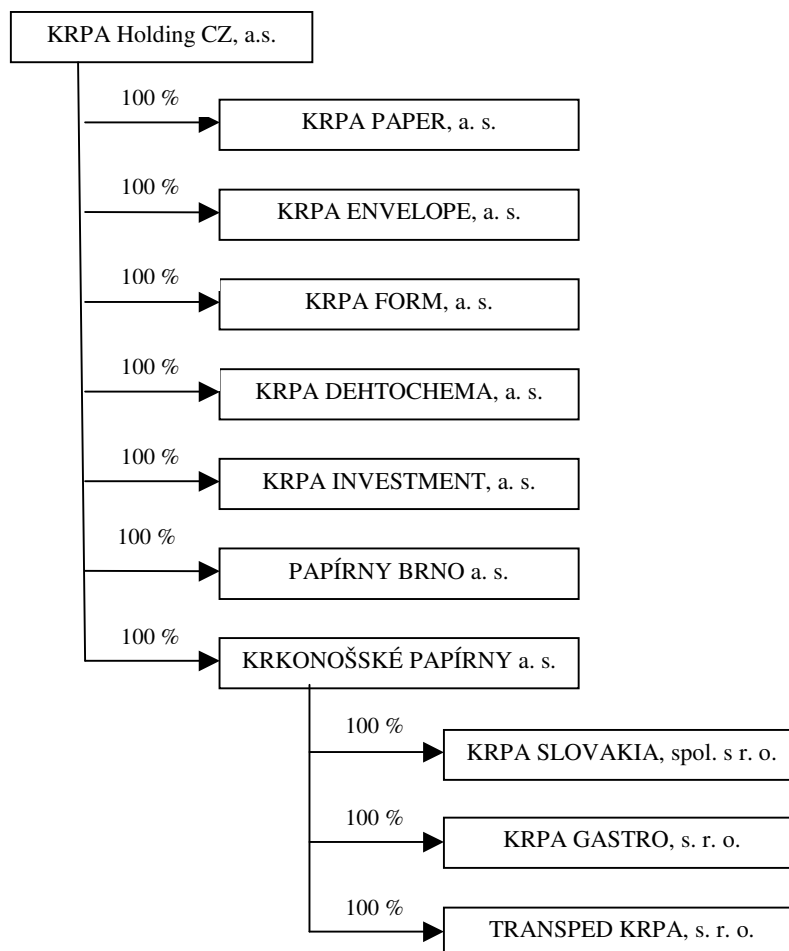 KRPA Holding CZ, a.s.
100 %
KRPA PAPER, a. s.
100 %
KRPA ENVELOPE, a. s.
100 %
KRPA FORM, a. s.
100 %
KRPA DEHTOCHEMA, a. s.
100 %
KRPA INVESTMENT, a. s.
100 %
PAPÍRNY BRNO a. s.
100 %
KRKONOŠSKÉ PAPÍRNY a. s.
100 %
KRPA SLOVAKIA, spol. s r. o.
100 %
KRPA GASTRO, s. r. o.
100 %
TRANSPED KRPA, s. r. o.